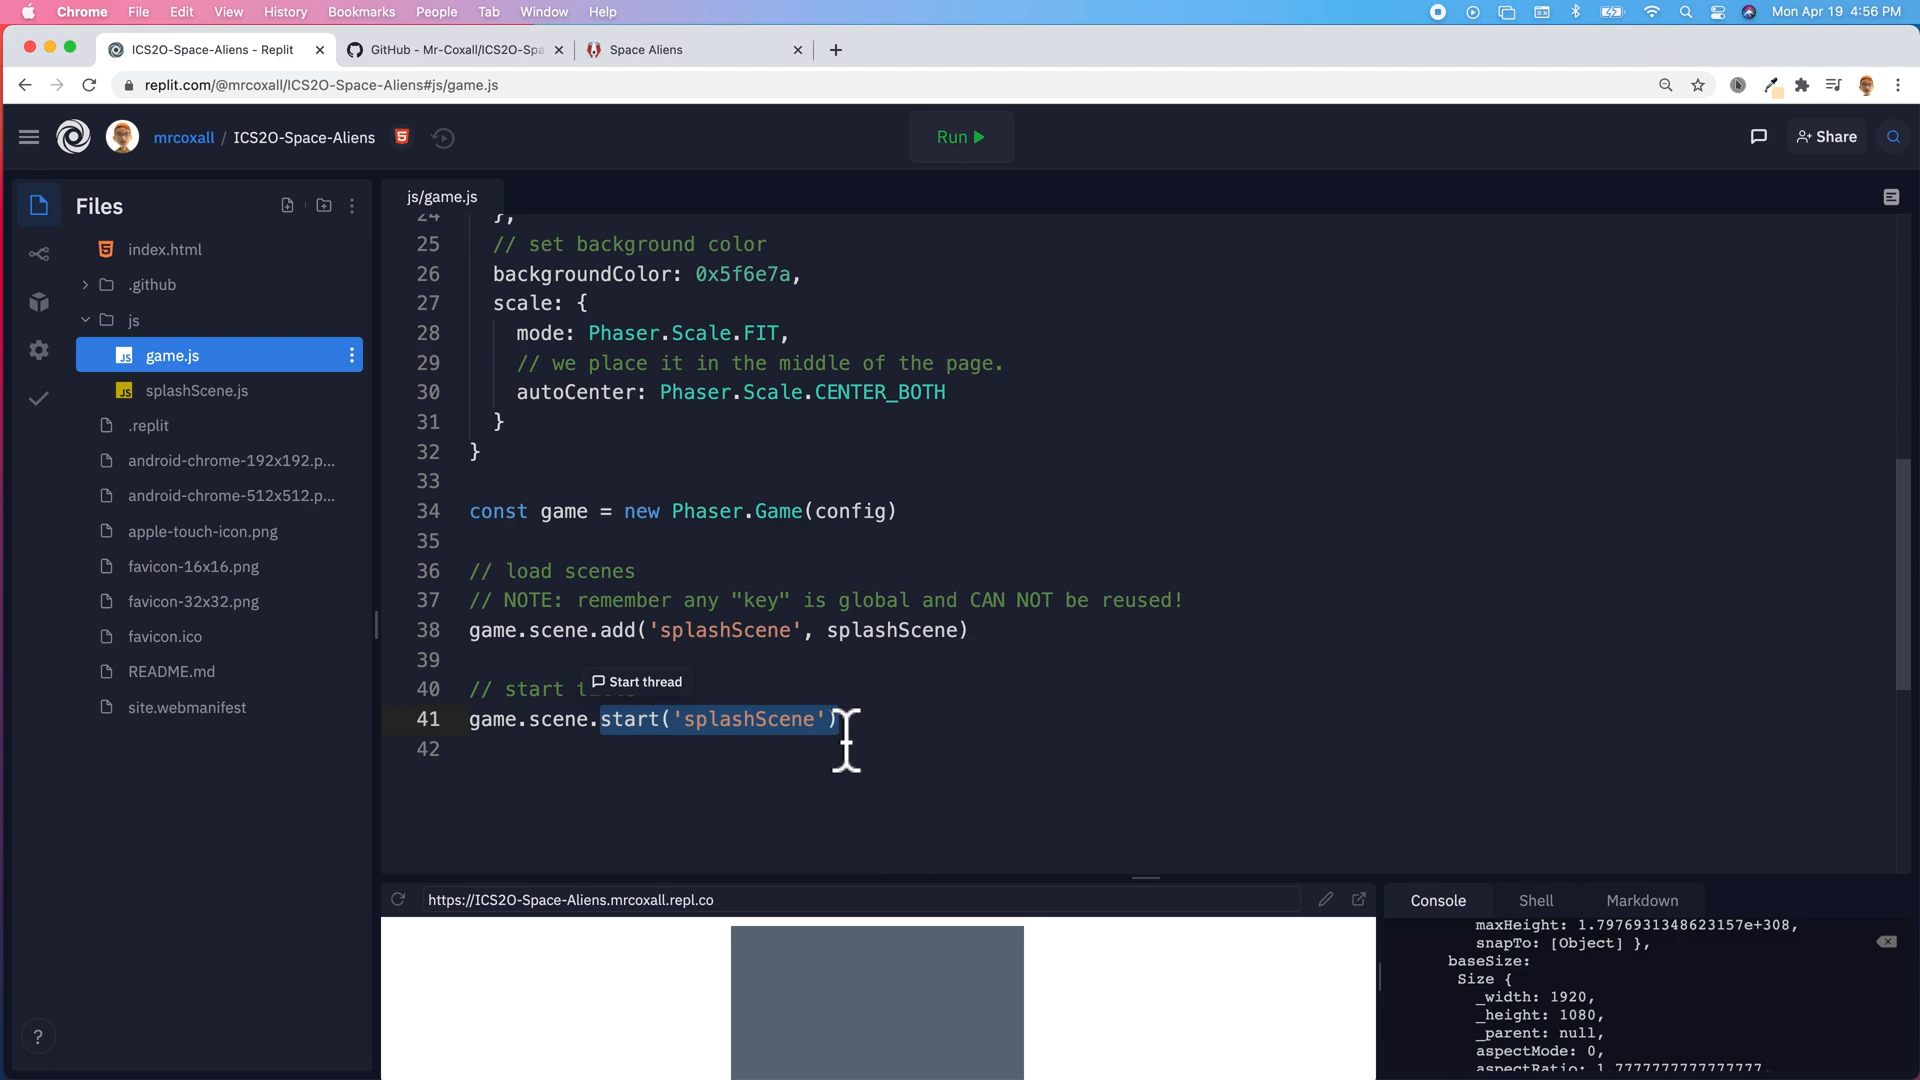 Chrome File Edit View History Bookmarks People Tab Window Help
Mon Apr 19 4:56 PM
ICS2O-Space-Aliens - Replit
GitHub - Mr-Coxall/ICS2O-Spa
Space Aliens
replit.com/@mrcoxall/ICS2O-Space-Aliens#js/game.js
mrcoxall / ICS2O-Space-Aliens
Run
Share
Files
index.html
.github
js
game.js
splashScene.js
.replit
android-chrome-192x192.p...
android-chrome-512x512.p...
apple-touch-icon.png
favicon-16x16.png
favicon-32x32.png
favicon.ico
README.md
site.webmanifest
?
js/game.js
24 },
25 // set background color
26 backgroundColor: 0x5f6e7a,
27 scale: {
28 mode: Phaser.Scale.FIT,
29 // we place it in the middle of the page.
30 autoCenter: Phaser.Scale.CENTER_BOTH
31 }
32 }
33
34 const game = new Phaser.Game(config)
35
36 // load scenes
37 // NOTE: remember any "key" is global and CAN NOT be reused!
38 game.scene.add('splashScene', splashScene)
39
Start thread
40 // start
41 game.scene.start('splashScene')
42
https://ICS2O-Space-Aliens.mrcoxall.repl.co
Console Shell Markdown
maxHeight: 1.7976931348623157e+308,
snapTo: [Object] },
baseSize:
Size {
_width: 1920,
_height: 1080,
_parent: null,
aspectMode: 0,
aspectRatio: 1.7777777777777777,